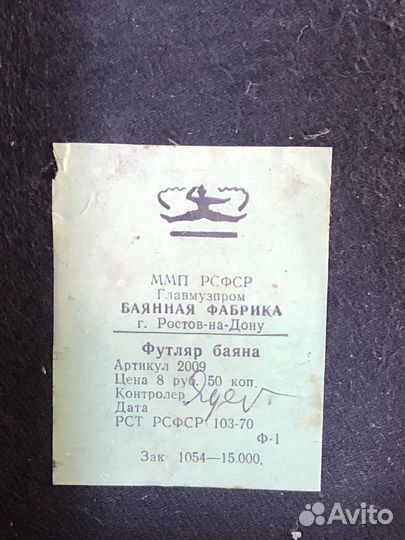 ММП РСФСР
Главмузпром
БАЯННАЯ ФАБРИКА
г. Ростов-на-Дону
Футляр баяна
Артикул 2009
Цена 8 руб. 50 коп.
Контролер
Дата
РСТ РСФСР 103-70
Ф-1
Зак 1054—15.000.
Avito